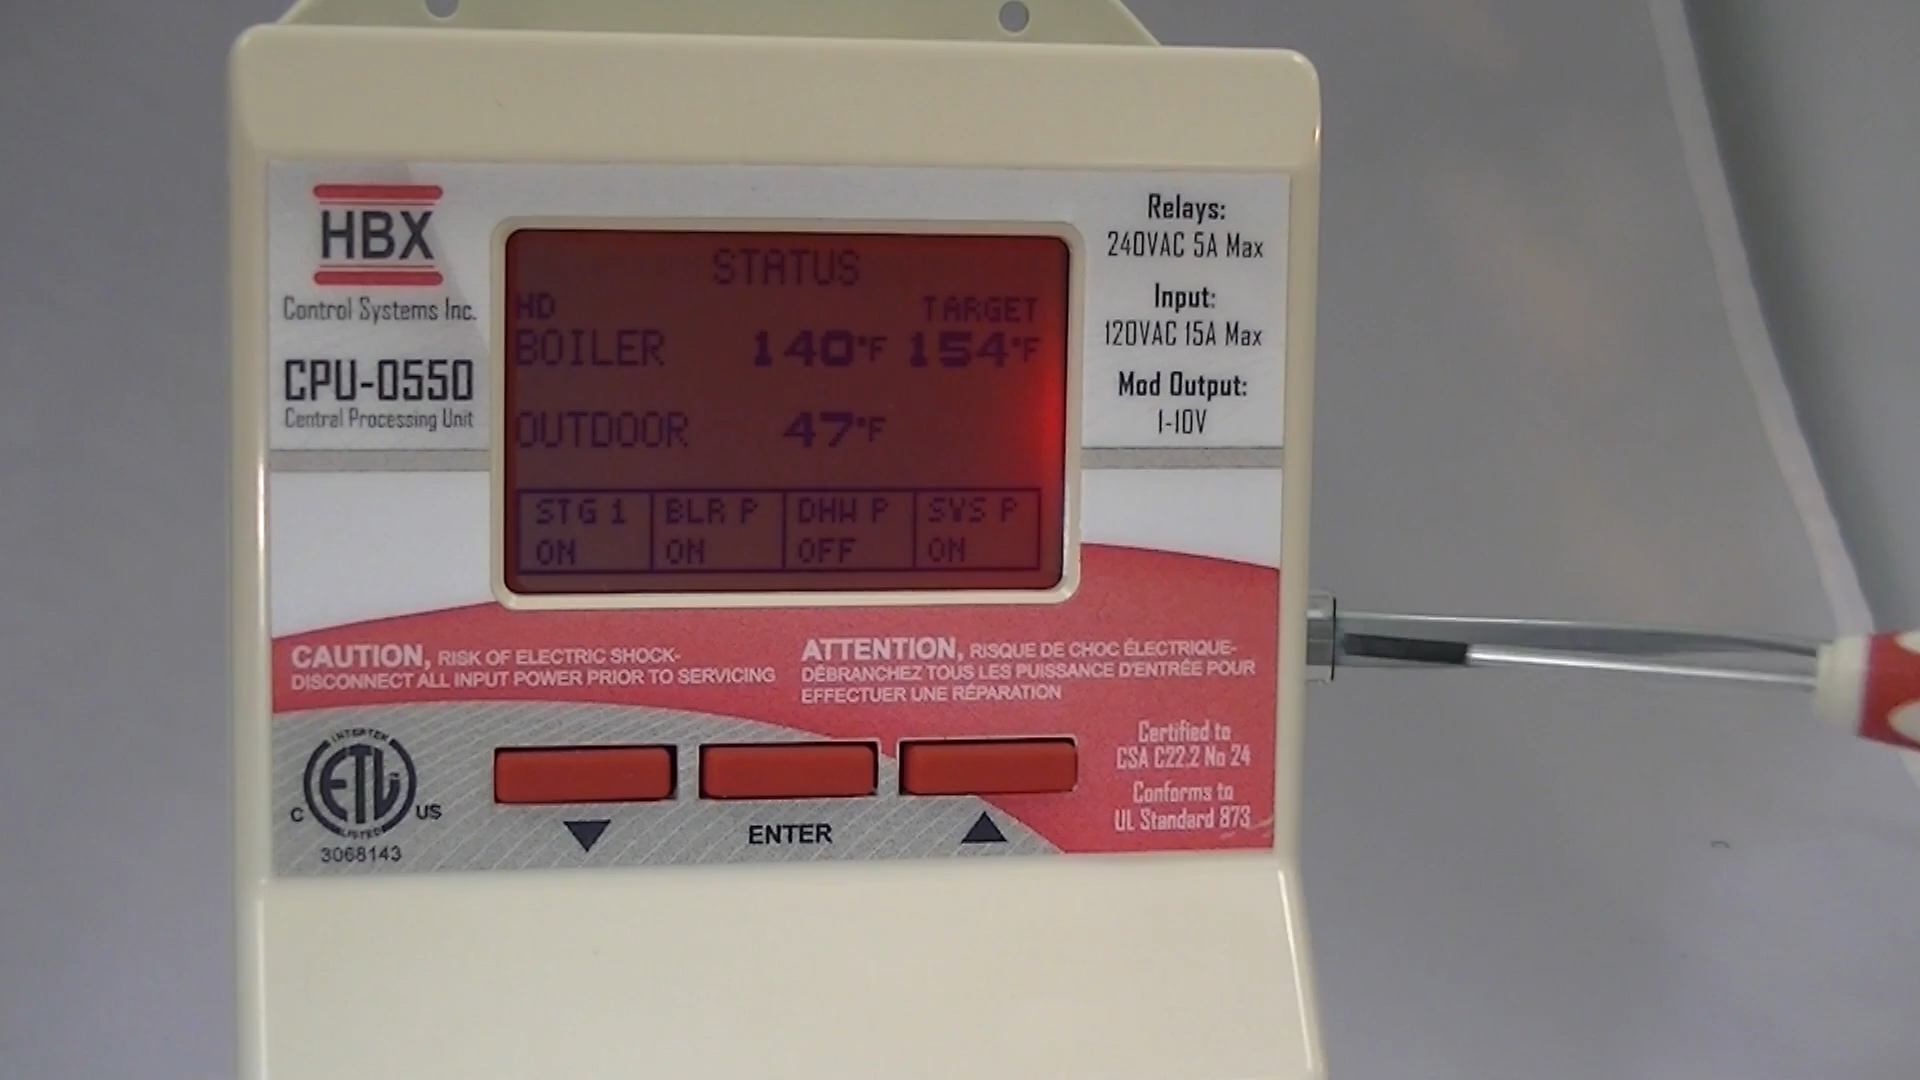 HBX
Control Systems Inc.
CPU-0550
Central Processing Unit
STATUS
HD TARGET
BOILER 140°F 154°F
OUTDOOR 47°F
STG 1 BLR P DHW P SYS P
ON ON OFF ON
Relays:
240VAC 5A Max
Input:
120VAC 15A Max
Mod Output:
1-10V
CAUTION, RISK OF ELECTRIC SHOCK-
DISCONNECT ALL INPUT POWER PRIOR TO SERVICING
ATTENTION, RISQUE DE CHOC ÉLECTRIQUE-
DÉBRANCHEZ TOUS LES PUISSANCE D'ENTRÉE POUR
EFFECTUER UNE RÉPARATION
INTERTEK
C ETL US
LISTED
3068143
ENTER
Certified to
CSA C22.2 No 24
Conforms to
UL Standard 873